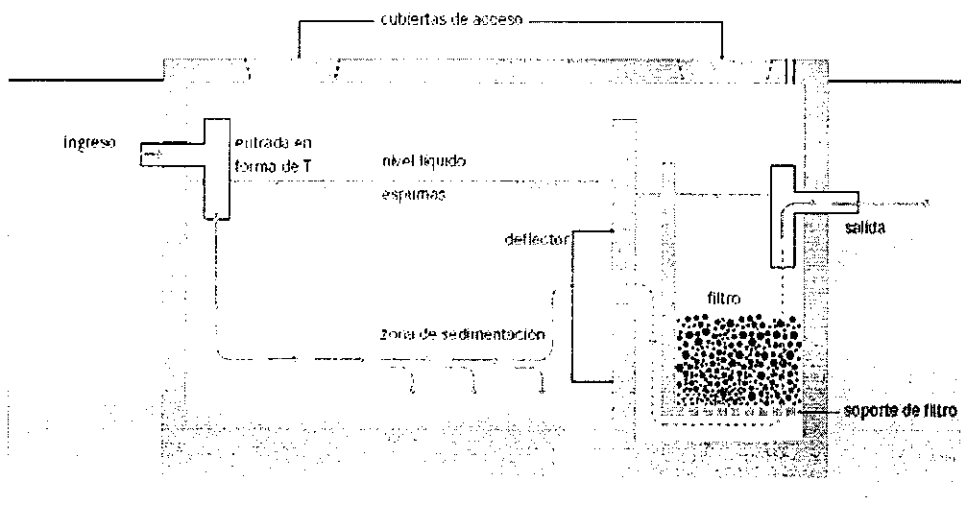 cubiertas de acceso
ingreso
entrada en
forma de T
nivel líquido
espumas
salida
deflector
filtro
zona de sedimentación
soporte de filtro